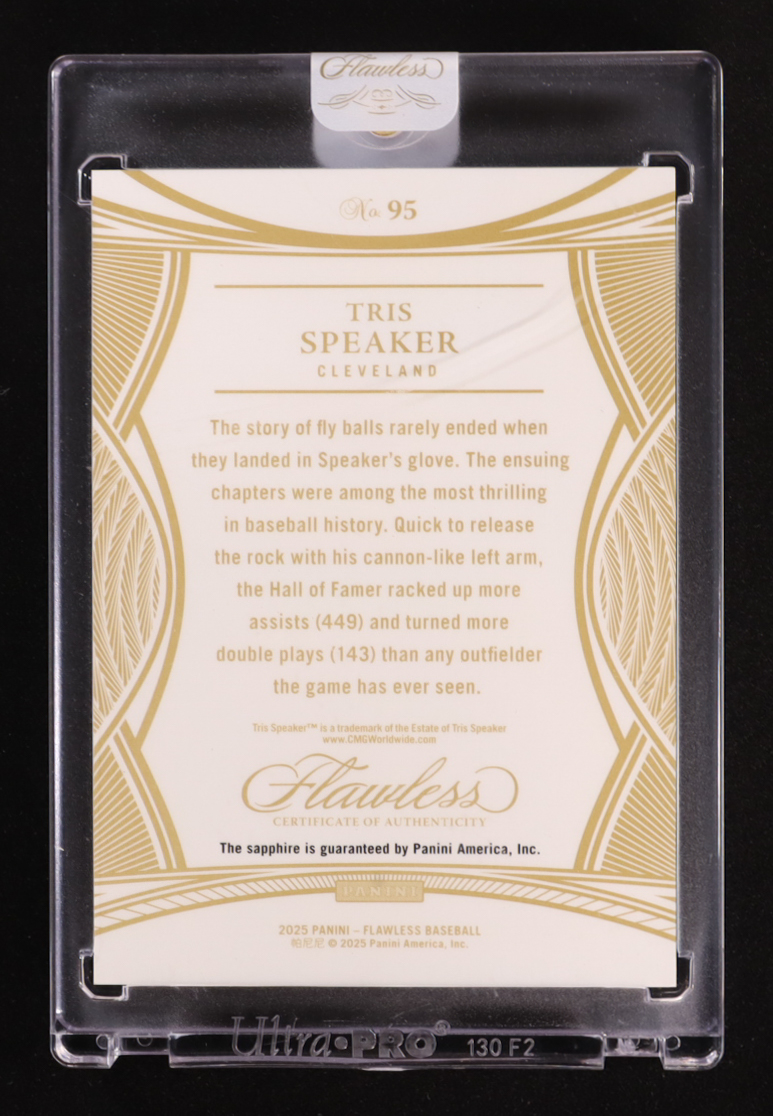 Flawless
No. 95
TRIS
SPEAKER
CLEVELAND
The story of fly balls rarely ended when
they landed in Speaker's glove. The ensuing
chapters were among the most thrilling
in baseball history. Quick to release
the rock with his cannon-like left arm,
the Hall of Famer racked up more
assists (449) and turned more
double plays (143) than any outfielder
the game has ever seen.
Tris Speaker™ is a trademark of the Estate of Tris Speaker
www.CMGWorldwide.com
Flawless
CERTIFICATE OF AUTHENTICITY
The sapphire is guaranteed by Panini America, Inc.
PANINI
2025 PANINI – FLAWLESS BASEBALL
帕尼尼 © 2025 Panini America, Inc.
Ultra•PRO® 130 F2